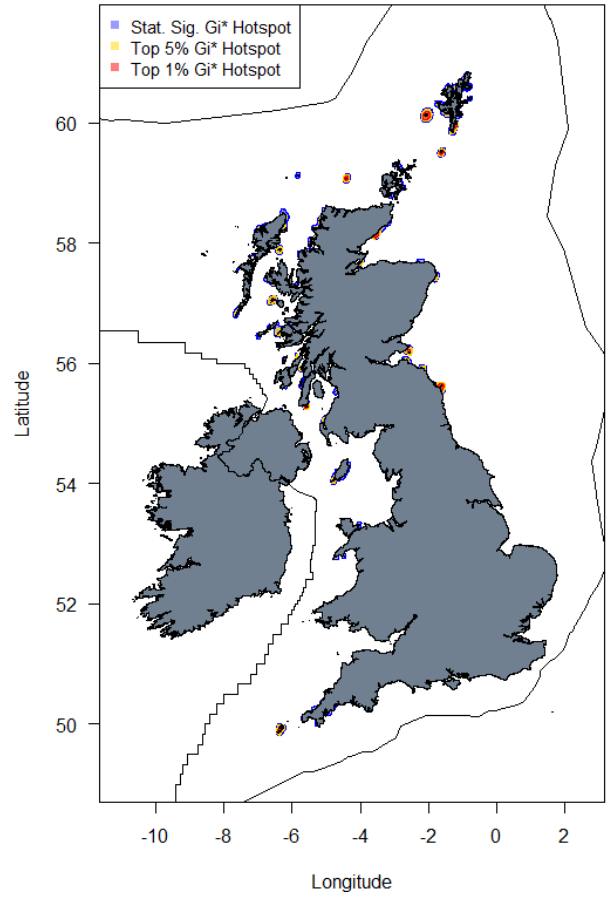 Stat. Sig. Gi* Hotspot
Top 5% Gi* Hotspot
Top 1% Gi* Hotspot
60
58
56
54
52
50
Latitude
-10
-8
-6
-4
-2
0
2
Longitude